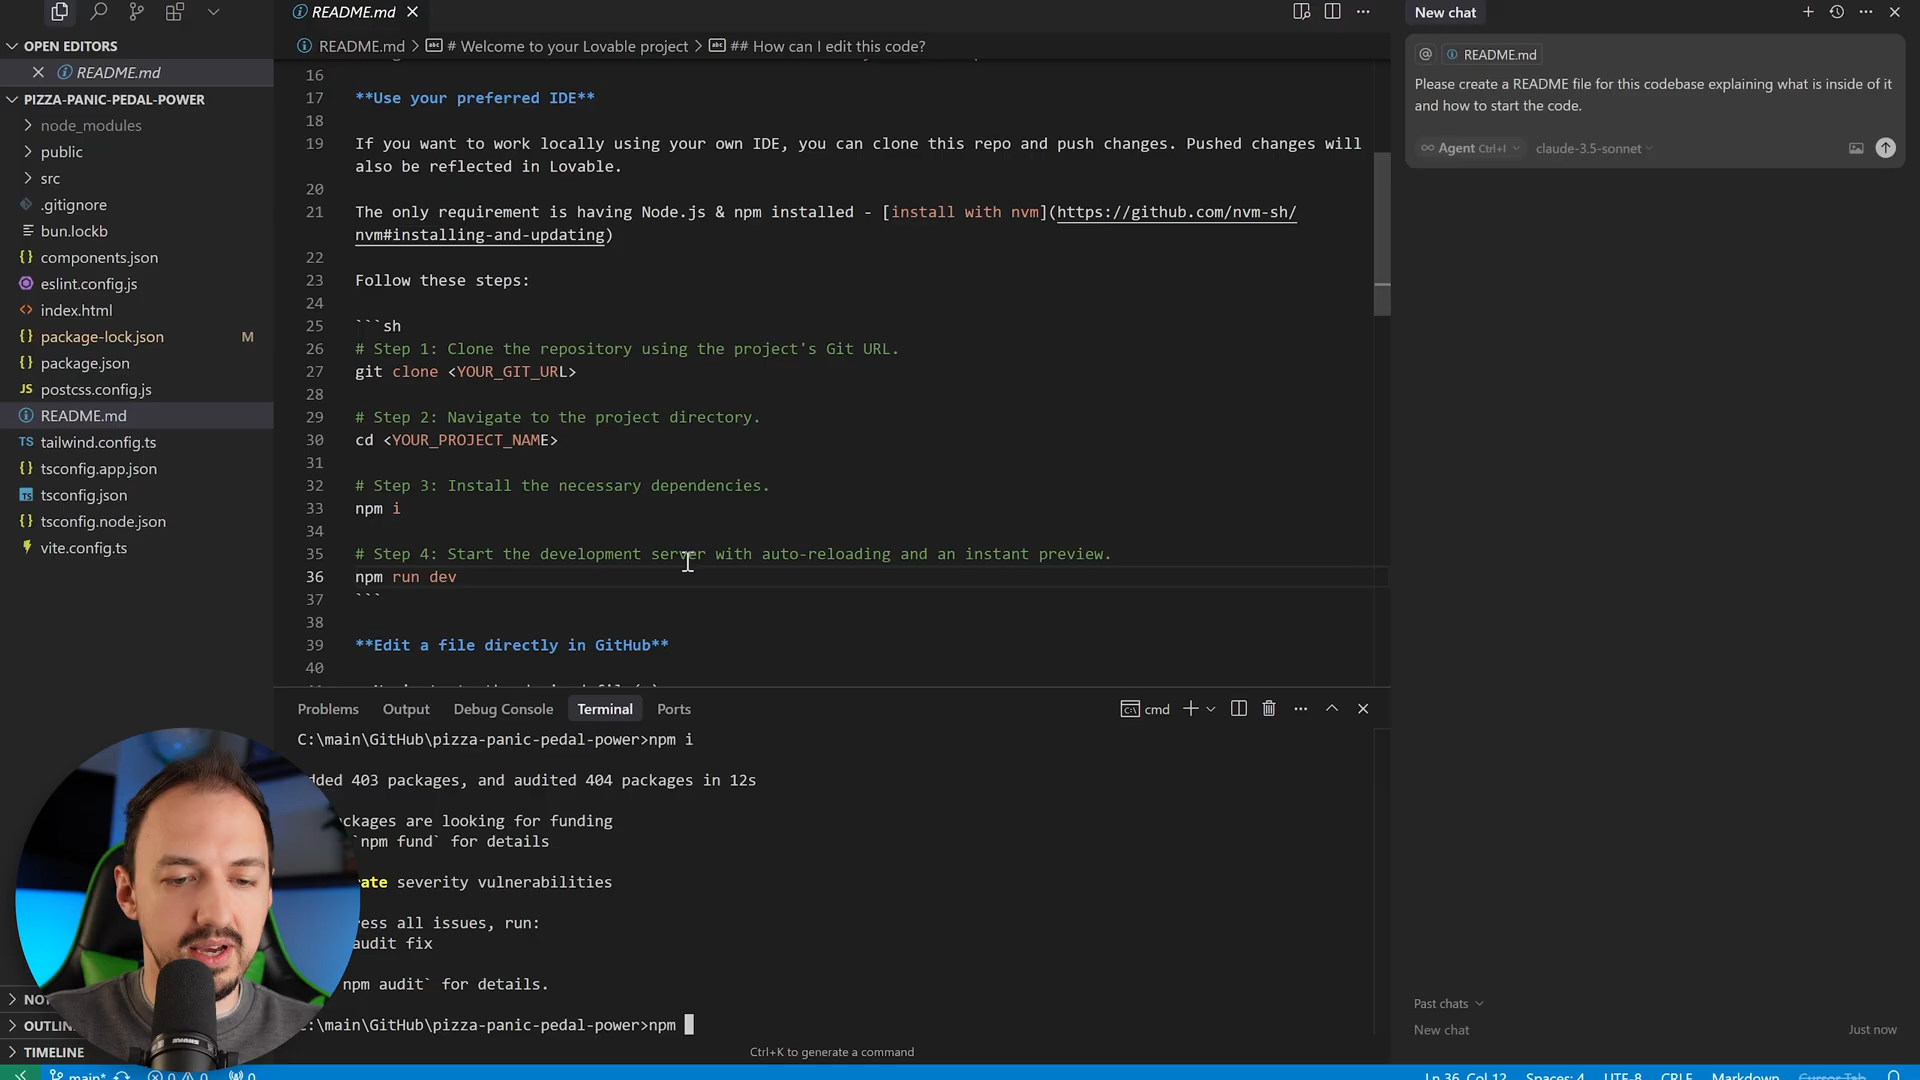 README.md
New chat
OPEN EDITORS
README.md
PIZZA-PANIC-PEDAL-POWER
node_modules
public
src
.gitignore
bun.lockb
components.json
eslint.config.js
index.html
package-lock.json M
package.json
postcss.config.js
README.md
tailwind.config.ts
tsconfig.app.json
tsconfig.json
tsconfig.node.json
vite.config.ts
OUTLIN
TIMELINE
README.md > # Welcome to your Lovable project > ## How can I edit this code?
16
17 **Use your preferred IDE**
18
19 If you want to work locally using your own IDE, you can clone this repo and push changes. Pushed changes will
also be reflected in Lovable.
20
21 The only requirement is having Node.js & npm installed - [install with nvm](https://github.com/nvm-sh/
nvm#installing-and-updating)
22
23 Follow these steps:
24
25 ```sh
26 # Step 1: Clone the repository using the project's Git URL.
27 git clone <YOUR_GIT_URL>
28
29 # Step 2: Navigate to the project directory.
30 cd <YOUR_PROJECT_NAME>
31
32 # Step 3: Install the necessary dependencies.
33 npm i
34
35 # Step 4: Start the development server with auto-reloading and an instant preview.
36 npm run dev
37 ```
38
39 **Edit a file directly in GitHub**
40
Problems Output Debug Console Terminal Ports
cmd
C:\main\GitHub\pizza-panic-pedal-power>npm i
dded 403 packages, and audited 404 packages in 12s
ckages are looking for funding
`npm fund` for details
rate severity vulnerabilities
ress all issues, run:
audit fix
npm audit` for details.
:\main\GitHub\pizza-panic-pedal-power>npm
Ctrl+K to generate a command
@ README.md
Please create a README file for this codebase explaining what is inside of it
and how to start the code.
Agent Ctrl+I claude-3.5-sonnet
Past chats
New chat Just now
main* 0 0 0
Ln 36, Col 12 Spaces: 4 UTF-8 CRLF Markdown Cursor Tab